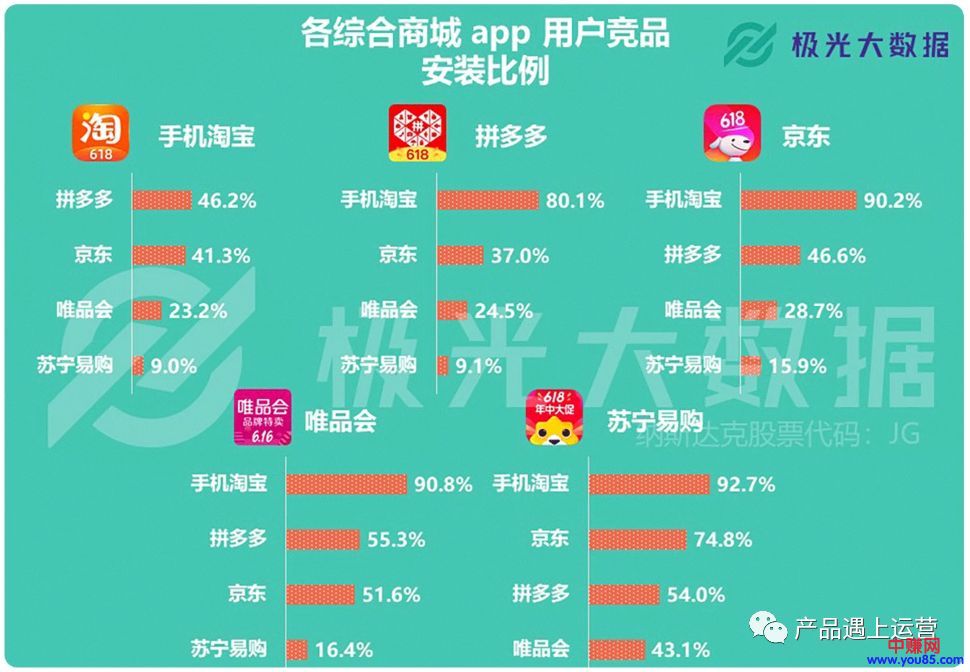 各综合商城 app 用户竞品
安装比例
极光大数据
淘
618
手机淘宝
拼多多 46.2%
京东 41.3%
唯品会 23.2%
苏宁易购 9.0%
拼
618
拼多多
手机淘宝 80.1%
京东 37.0%
唯品会 24.5%
苏宁易购 9.1%
618
京东
手机淘宝 90.2%
拼多多 46.6%
唯品会 28.7%
苏宁易购 15.9%
极光大数据
纳斯达克股票代码：JG
唯品会
品牌特卖
6.16
唯品会
手机淘宝 90.8%
拼多多 55.3%
京东 51.6%
苏宁易购 16.4%
618
年中大促
苏宁易购
手机淘宝 92.7%
京东 74.8%
拼多多 54.0%
唯品会 43.1%
产品遇上运营
中赚网
www.you85.com